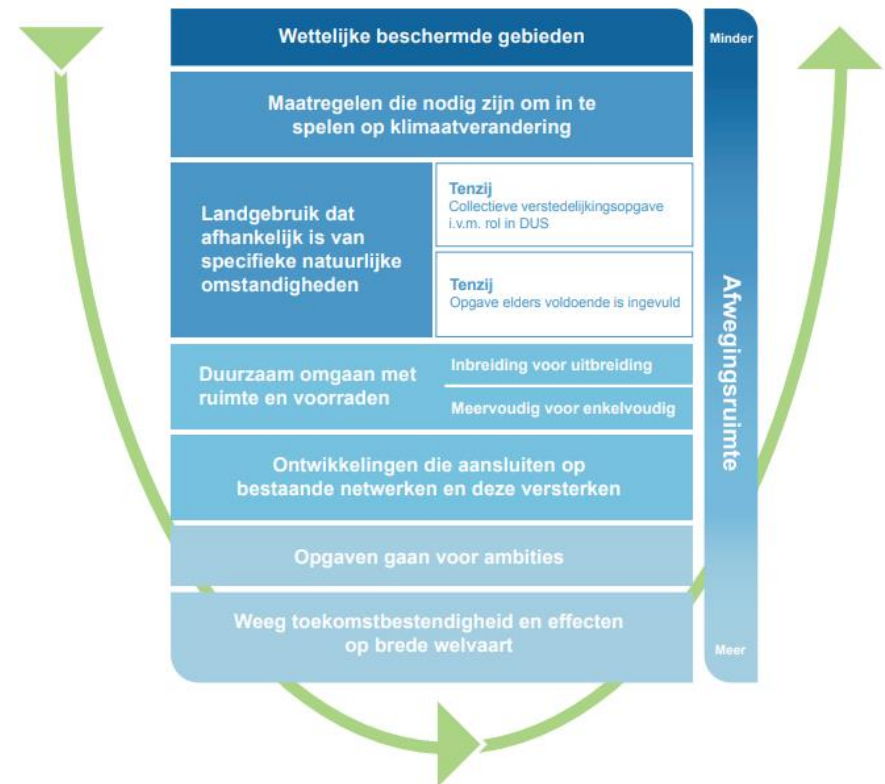 Wettelijke beschermde gebieden
Minder
Maatregelen die nodig zijn om in te
spelen op klimaatverandering
Landgebruik dat
afhankelijk is van
specifieke natuurlijke
omstandigheden
Tenzij
Collectieve verstedelijkingsopgave
i.v.m. rol in DUS
Tenzij
Opgave elders voldoende is ingevuld
Duurzaam omgaan met
ruimte en voorraden
Inbreiding voor uitbreiding
Meervoudig voor enkelvoudig
Ontwikkelingen die aansluiten op
bestaande netwerken en deze versterken
Opgaven gaan voor ambities
Weeg toekomstbestendigheid en effecten
op brede welvaart
Afwegingsruimte
Meer